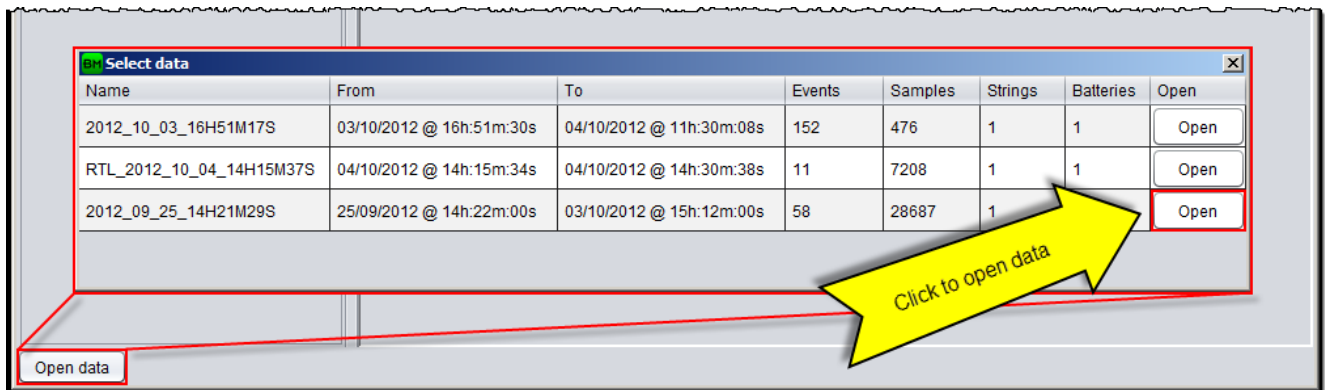 BM Select data
Name From To Events Samples Strings Batteries Open
2012_10_03_16H51M17S 03/10/2012 @ 16h:51m:30s 04/10/2012 @ 11h:30m:08s 152 476 1 1 Open
RTL_2012_10_04_14H15M37S 04/10/2012 @ 14h:15m:34s 04/10/2012 @ 14h:30m:38s 11 7208 1 1 Open
2012_09_25_14H21M29S 25/09/2012 @ 14h:22m:00s 03/10/2012 @ 15h:12m:00s 58 28687 1 Open
Click to open data
Open data